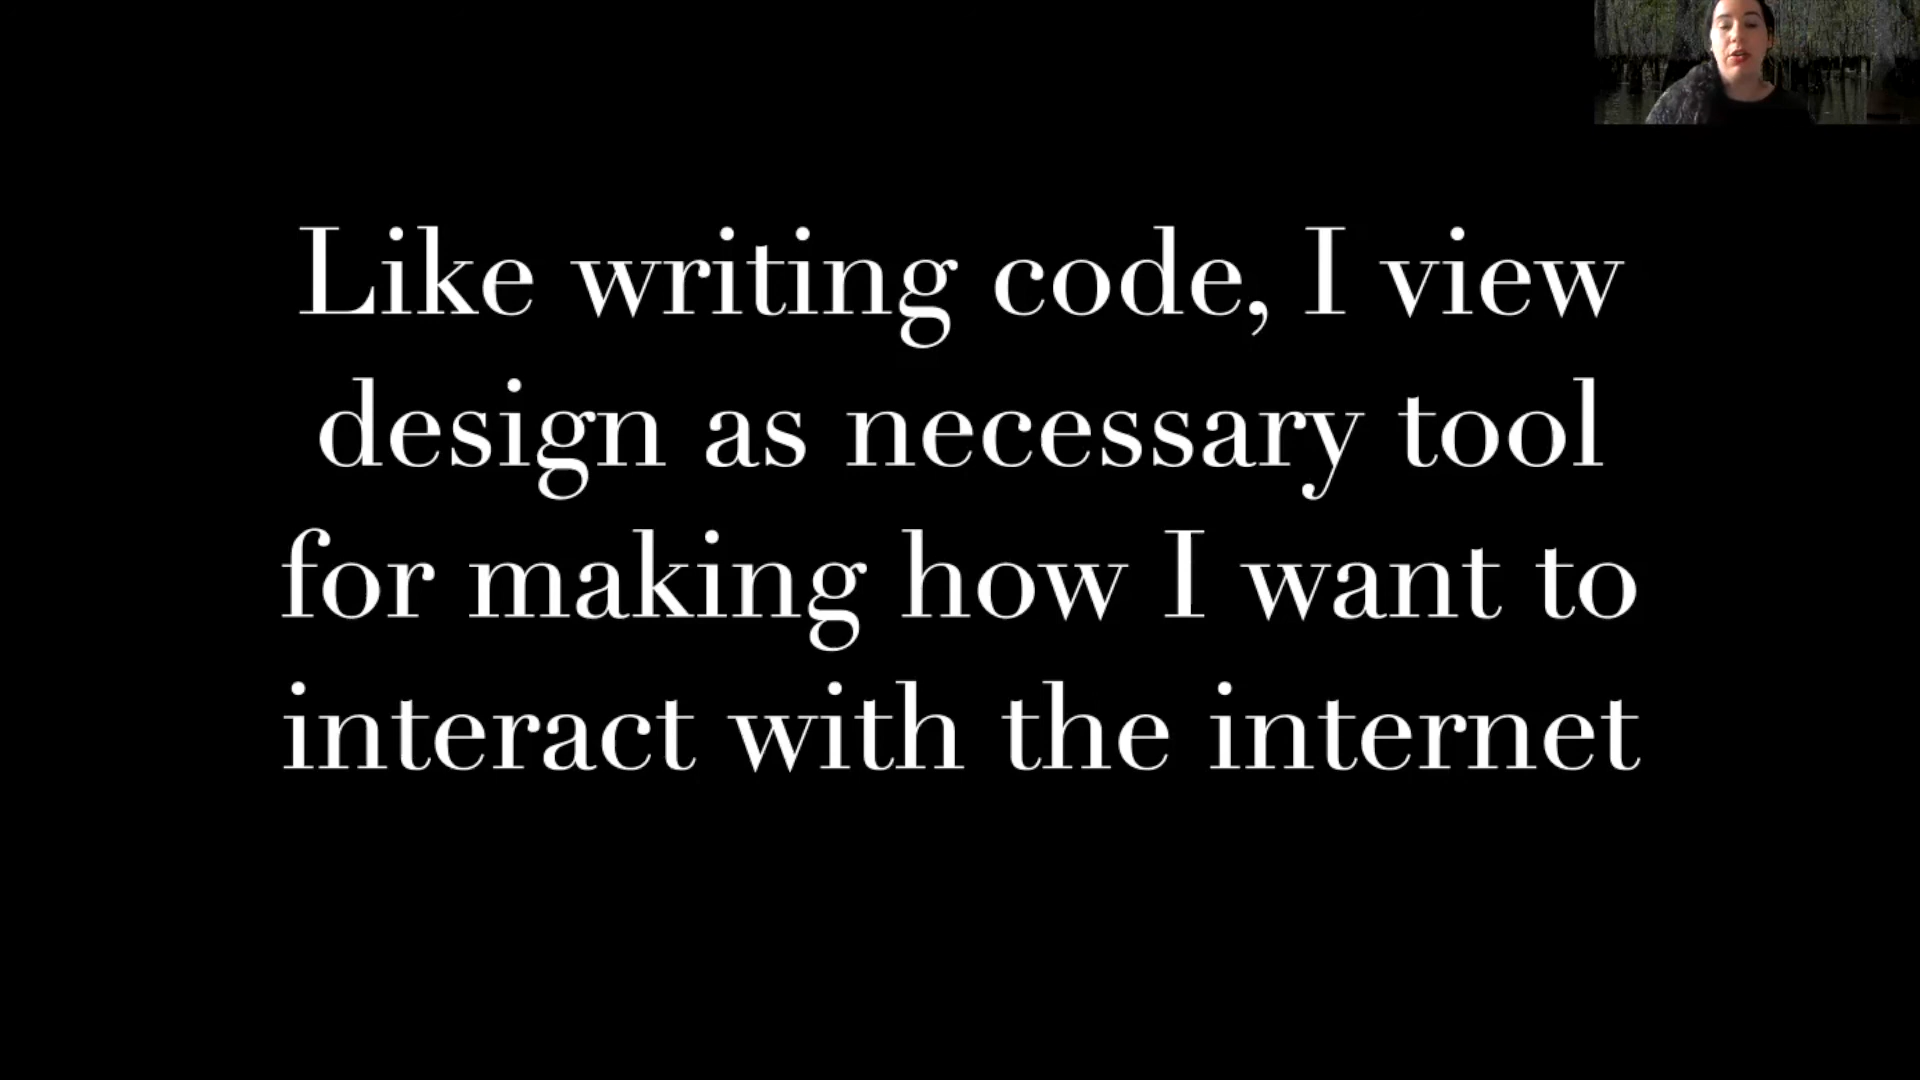 Like writing code, I view
design as necessary tool
for making how I want to
interact with the internet